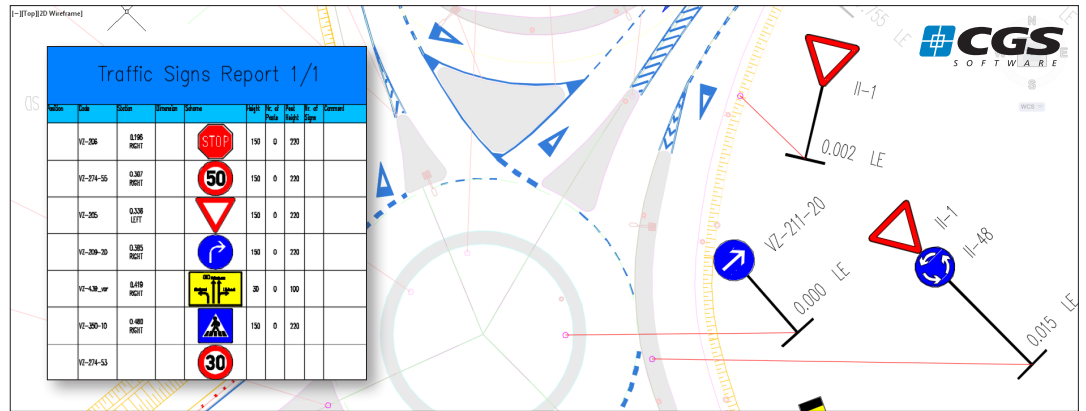 [-][Top][2D Wireframe]
CGS
SOFTWARE
N
E
S
WCS
Traffic Signs Report 1/1
Position Code Station Dimension Scheme Height Nr. of Posts Post Height Nr. of Signs Comment
VZ-206 0.196 RIGHT STOP 150 0 220
VZ-274-55 0.307 RIGHT 50 150 0 220
VZ-205 0.336 LEFT 150 0 220
VZ-209-20 0.385 RIGHT 150 0 220
VZ-439_var 0.419 RIGHT 30 0 100
VZ-350-10 0.480 RIGHT 150 0 220
VZ-274-53 30
II-1
0.002 LE
VZ-211-20
0.000 LE
II-1
II-48
0.015 LE